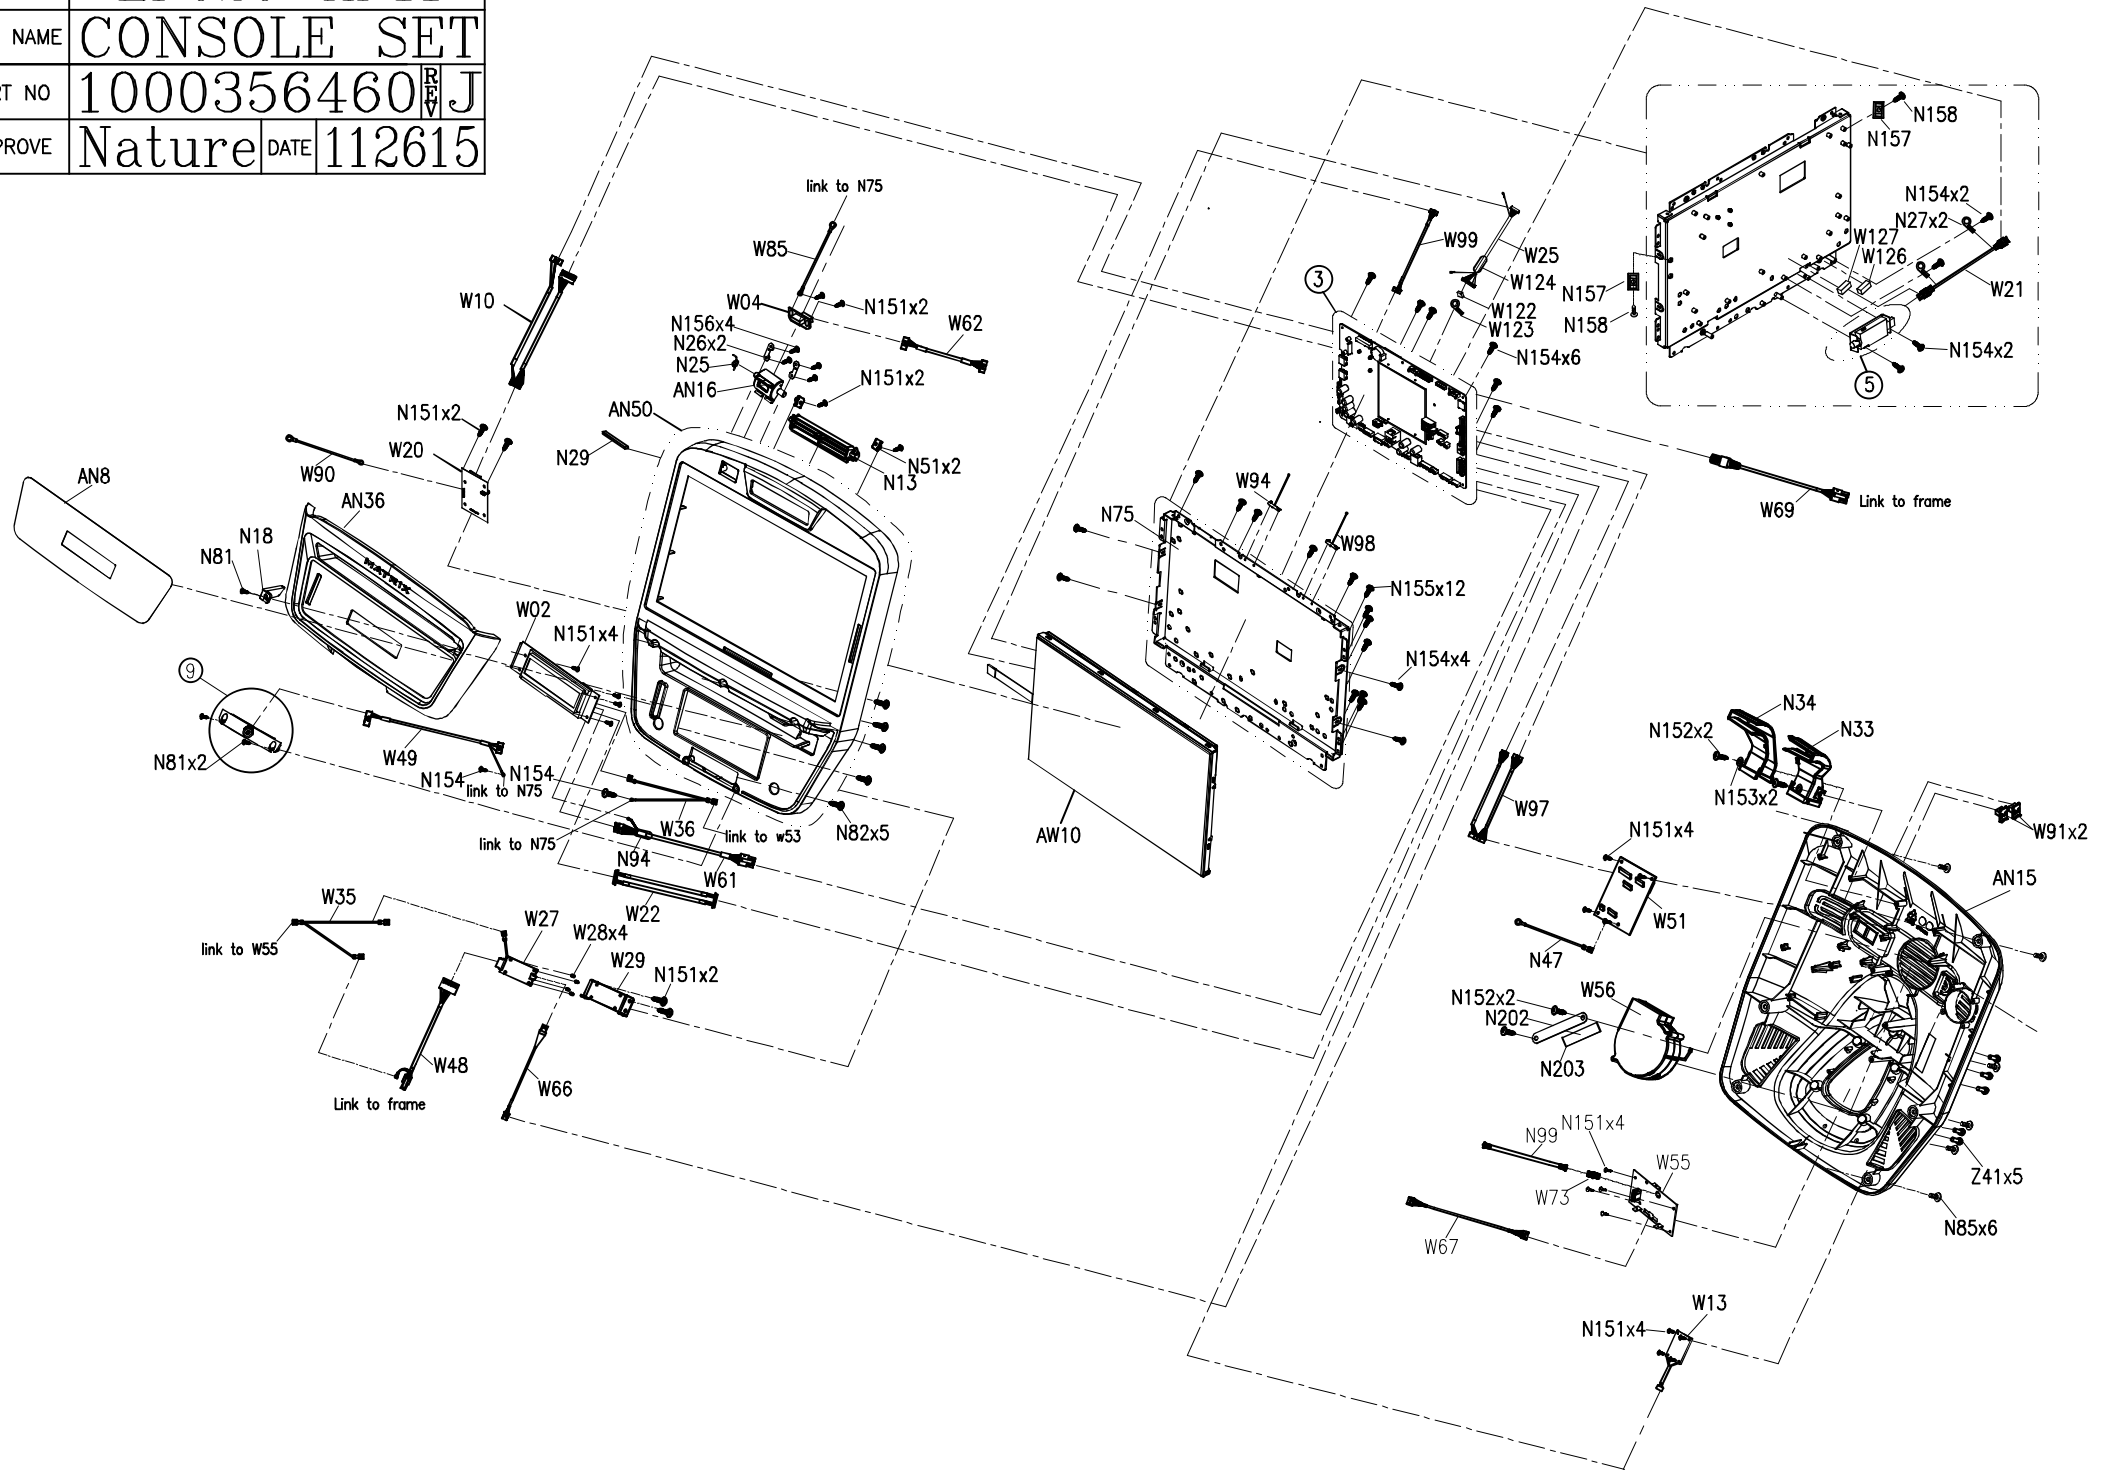 NAME CONSOLE SET
RT NO 1000356460 REV J
PROVE Nature DATE 112615
link to N75
W85
W04
N151x2
W62
N156x4
N26x2
N25
AN16
N151x2
AN50
N29
N51x2
N13
W10
N151x2
W20
W90
AN8
AN36
N18
N81
MATRIX
W02
N151x4
9
N81x2
W49
N154
link to N75
N154
W36
link to w53
link to N75
N94
W61
W22
N82x5
W35
link to W55
W27
W28x4
W29
N151x2
W48
Link to frame
W66
W99
W25
W124
W122
W123
3
N154x6
W94
N75
W98
N155x12
N154x4
AW10
W69
Link to frame
N158
N157
N154x2
N27x2
W127
W126
W21
N157
N158
N154x2
5
N34
N33
N152x2
N153x2
W97
W91x2
N151x4
AN15
W51
N47
N152x2
W56
N202
N203
N99
N151x4
W55
W73
W67
Z41x5
N85x6
W13
N151x4